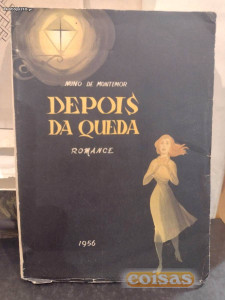 NUNO DE MONTEMOR
DEPOIS
DA QUEDA
ROMANCE
1956
coisas